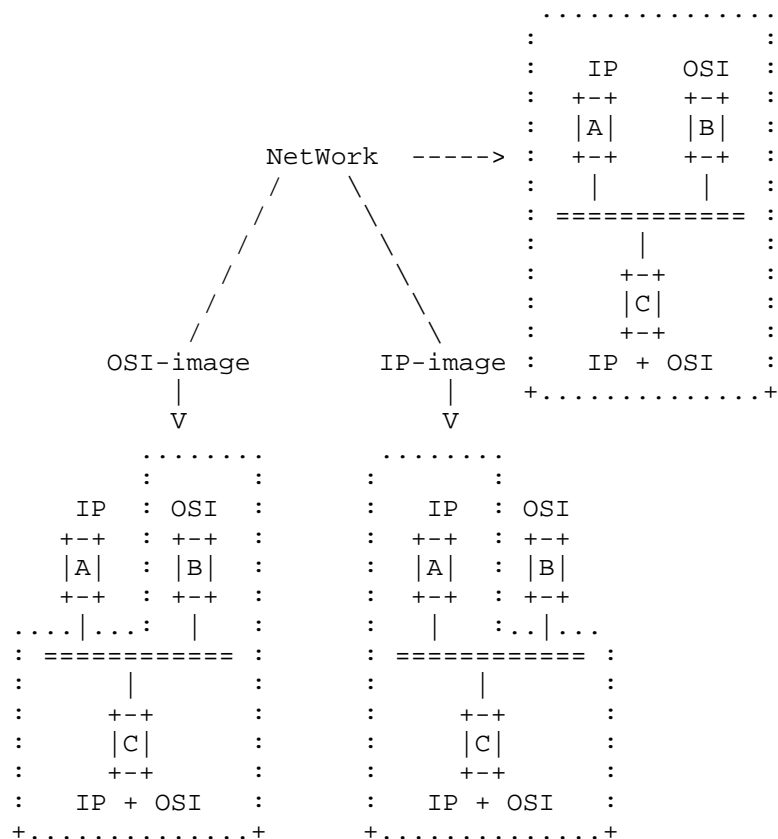 ................
                                              :                :
                                              :    IP    OSI   :
                                              :   +-+    +-+   :
                                              :   |A|    |B|   :
                       NetWork  ----->        :   +-+    +-+   :
                        /    \                :    |      |    :
                       /      \               :  ============  :
                      /        \              :       |        :
                     /          \             :      +-+       :
                    /            \            :      |C|       :
                   /              \           :      +-+       :
           OSI-image          IP-image        :    IP + OSI    :
               |                  |           +................+
               V                  V
             ........         ........
             :      :         :      :
        IP   : OSI  :         :  IP  : OSI
       +-+   : +-+  :         :  +-+ : +-+
       |A|   : |B|  :         :  |A| : |B|
       +-+   : +-+  :         :  +-+ : +-+
    ....|...:   |   :         :   |  :..|...
    : ============  :         : ============ :
    :      |        :         :      |       :
    :     +-+       :         :     +-+      :
    :     |C|       :         :     |C|      :
    :     +-+       :         :     +-+      :
    :   IP + OSI    :         :   IP + OSI   :
    +...............+         +..............+